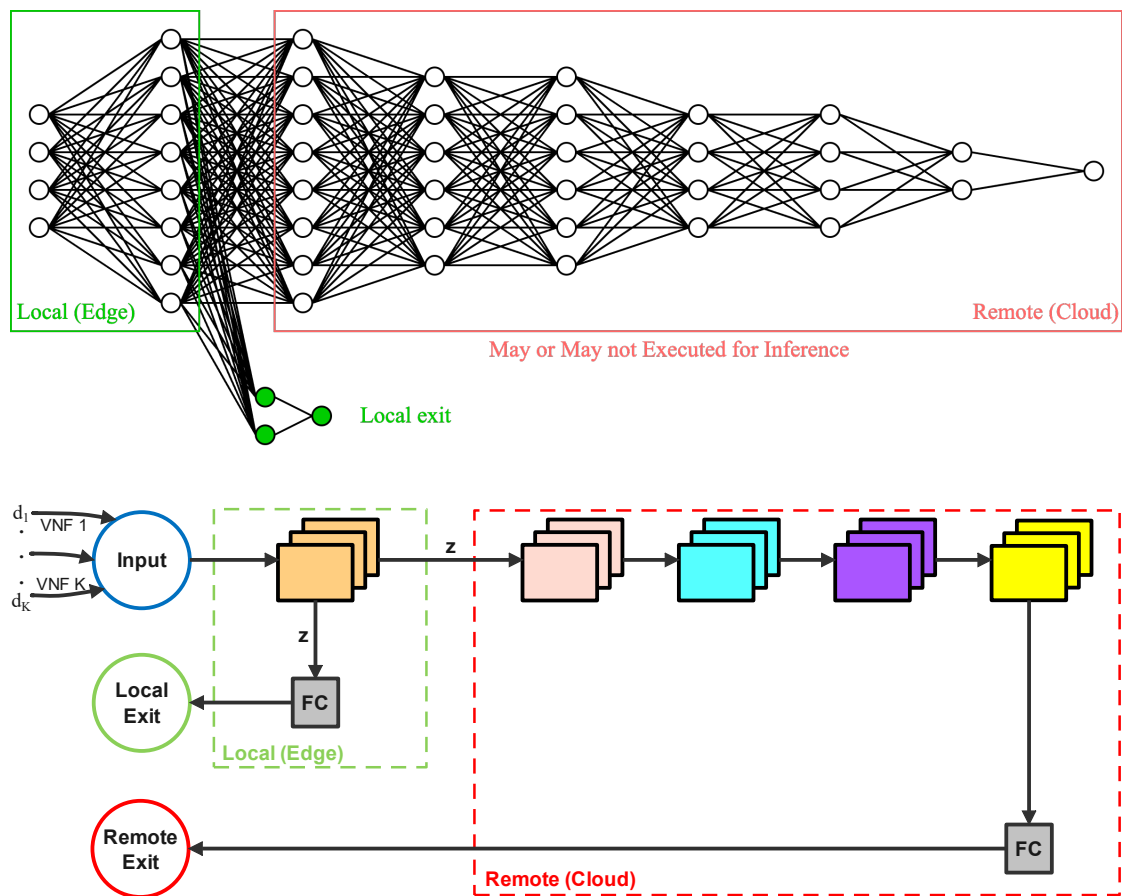 Local (Edge)
Remote (Cloud)
May or May not Executed for Inference
Local exit
d1
VNF 1
.
.
.
VNF K
dK
Input
z
z
FC
Local
Exit
Local (Edge)
FC
Remote
Exit
Remote (Cloud)